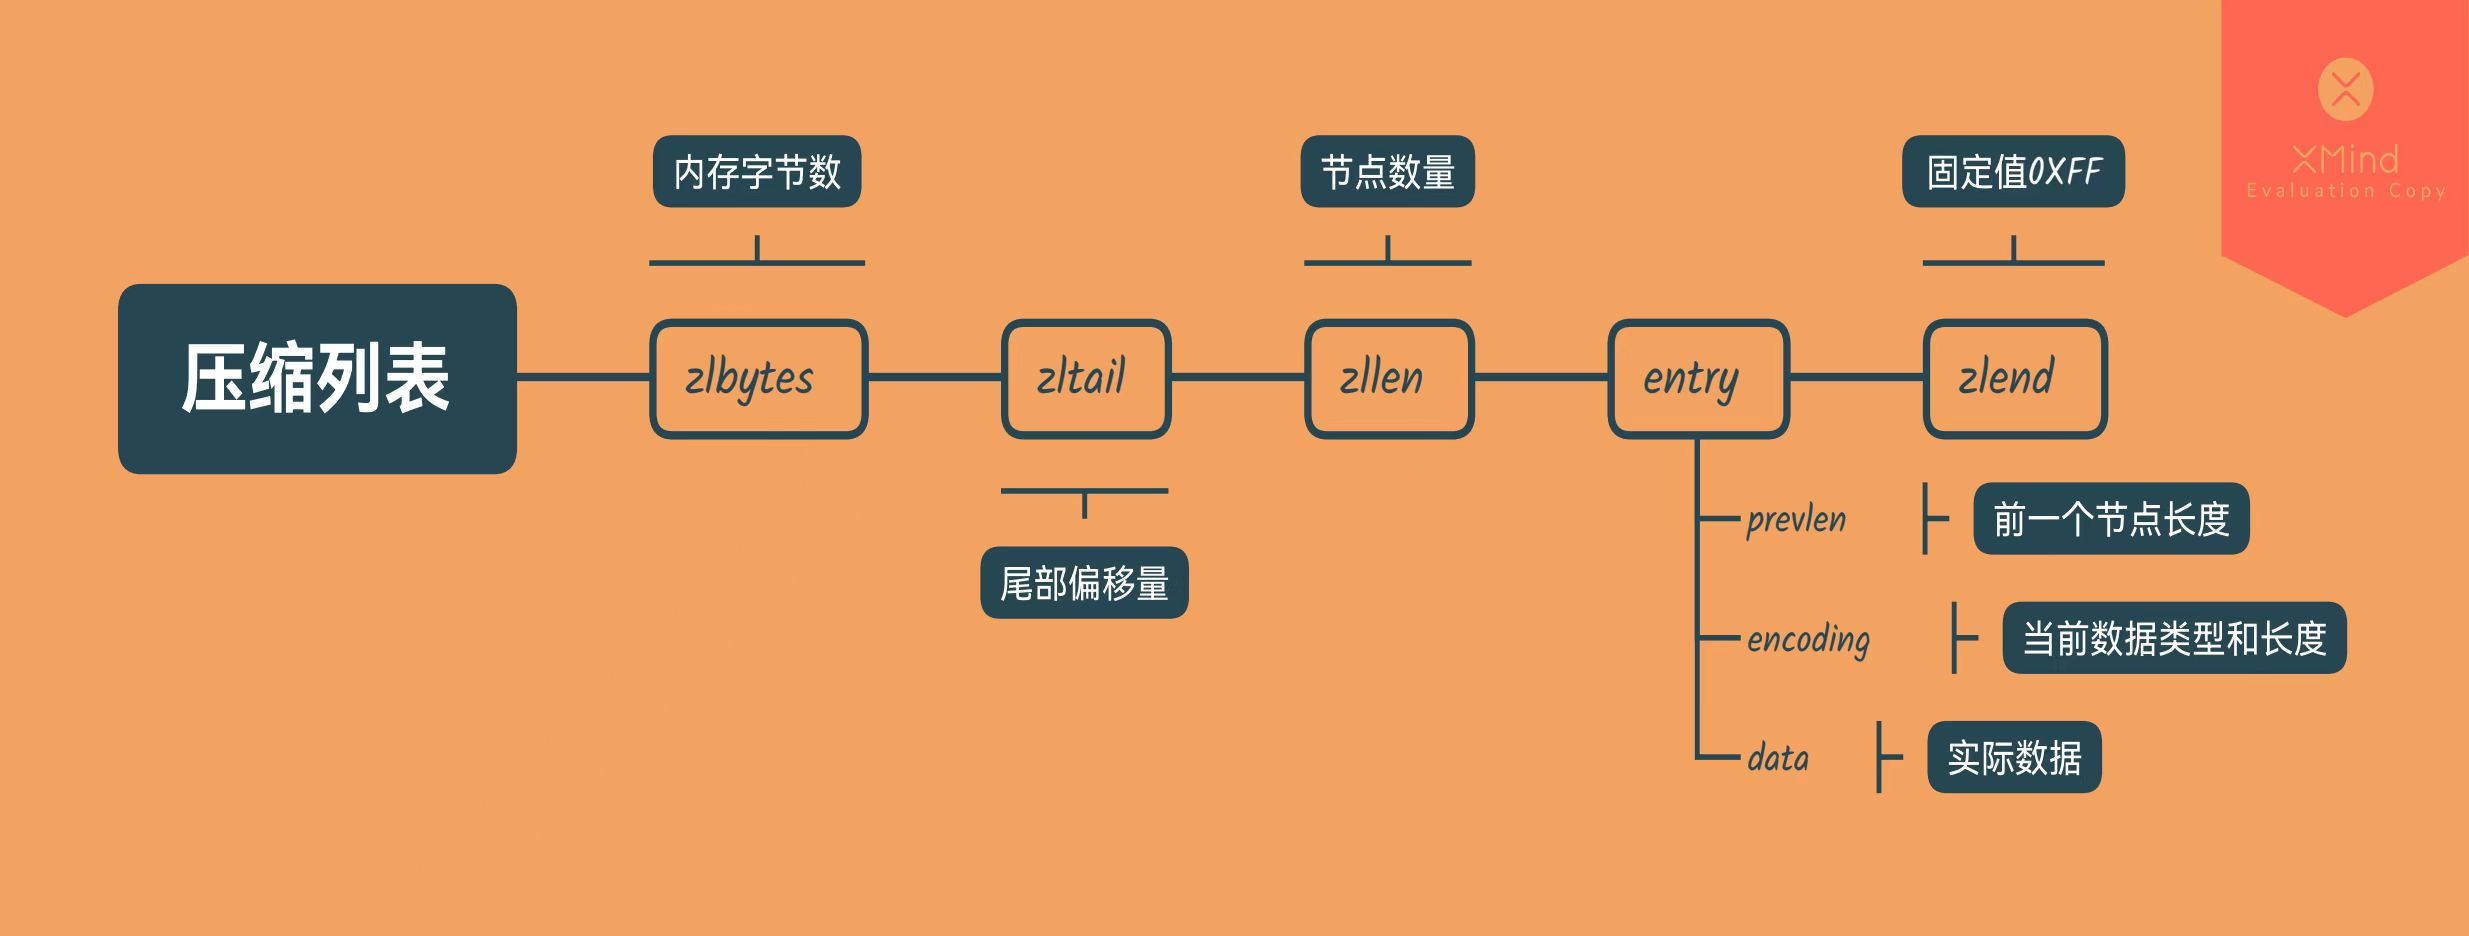 XMind
Evaluation Copy
内存字节数
节点数量
固定值0XFF
压缩列表
zlbytes
zltail
zllen
entry
zlend
尾部偏移量
prevlen
前一个节点长度
encoding
当前数据类型和长度
data
实际数据